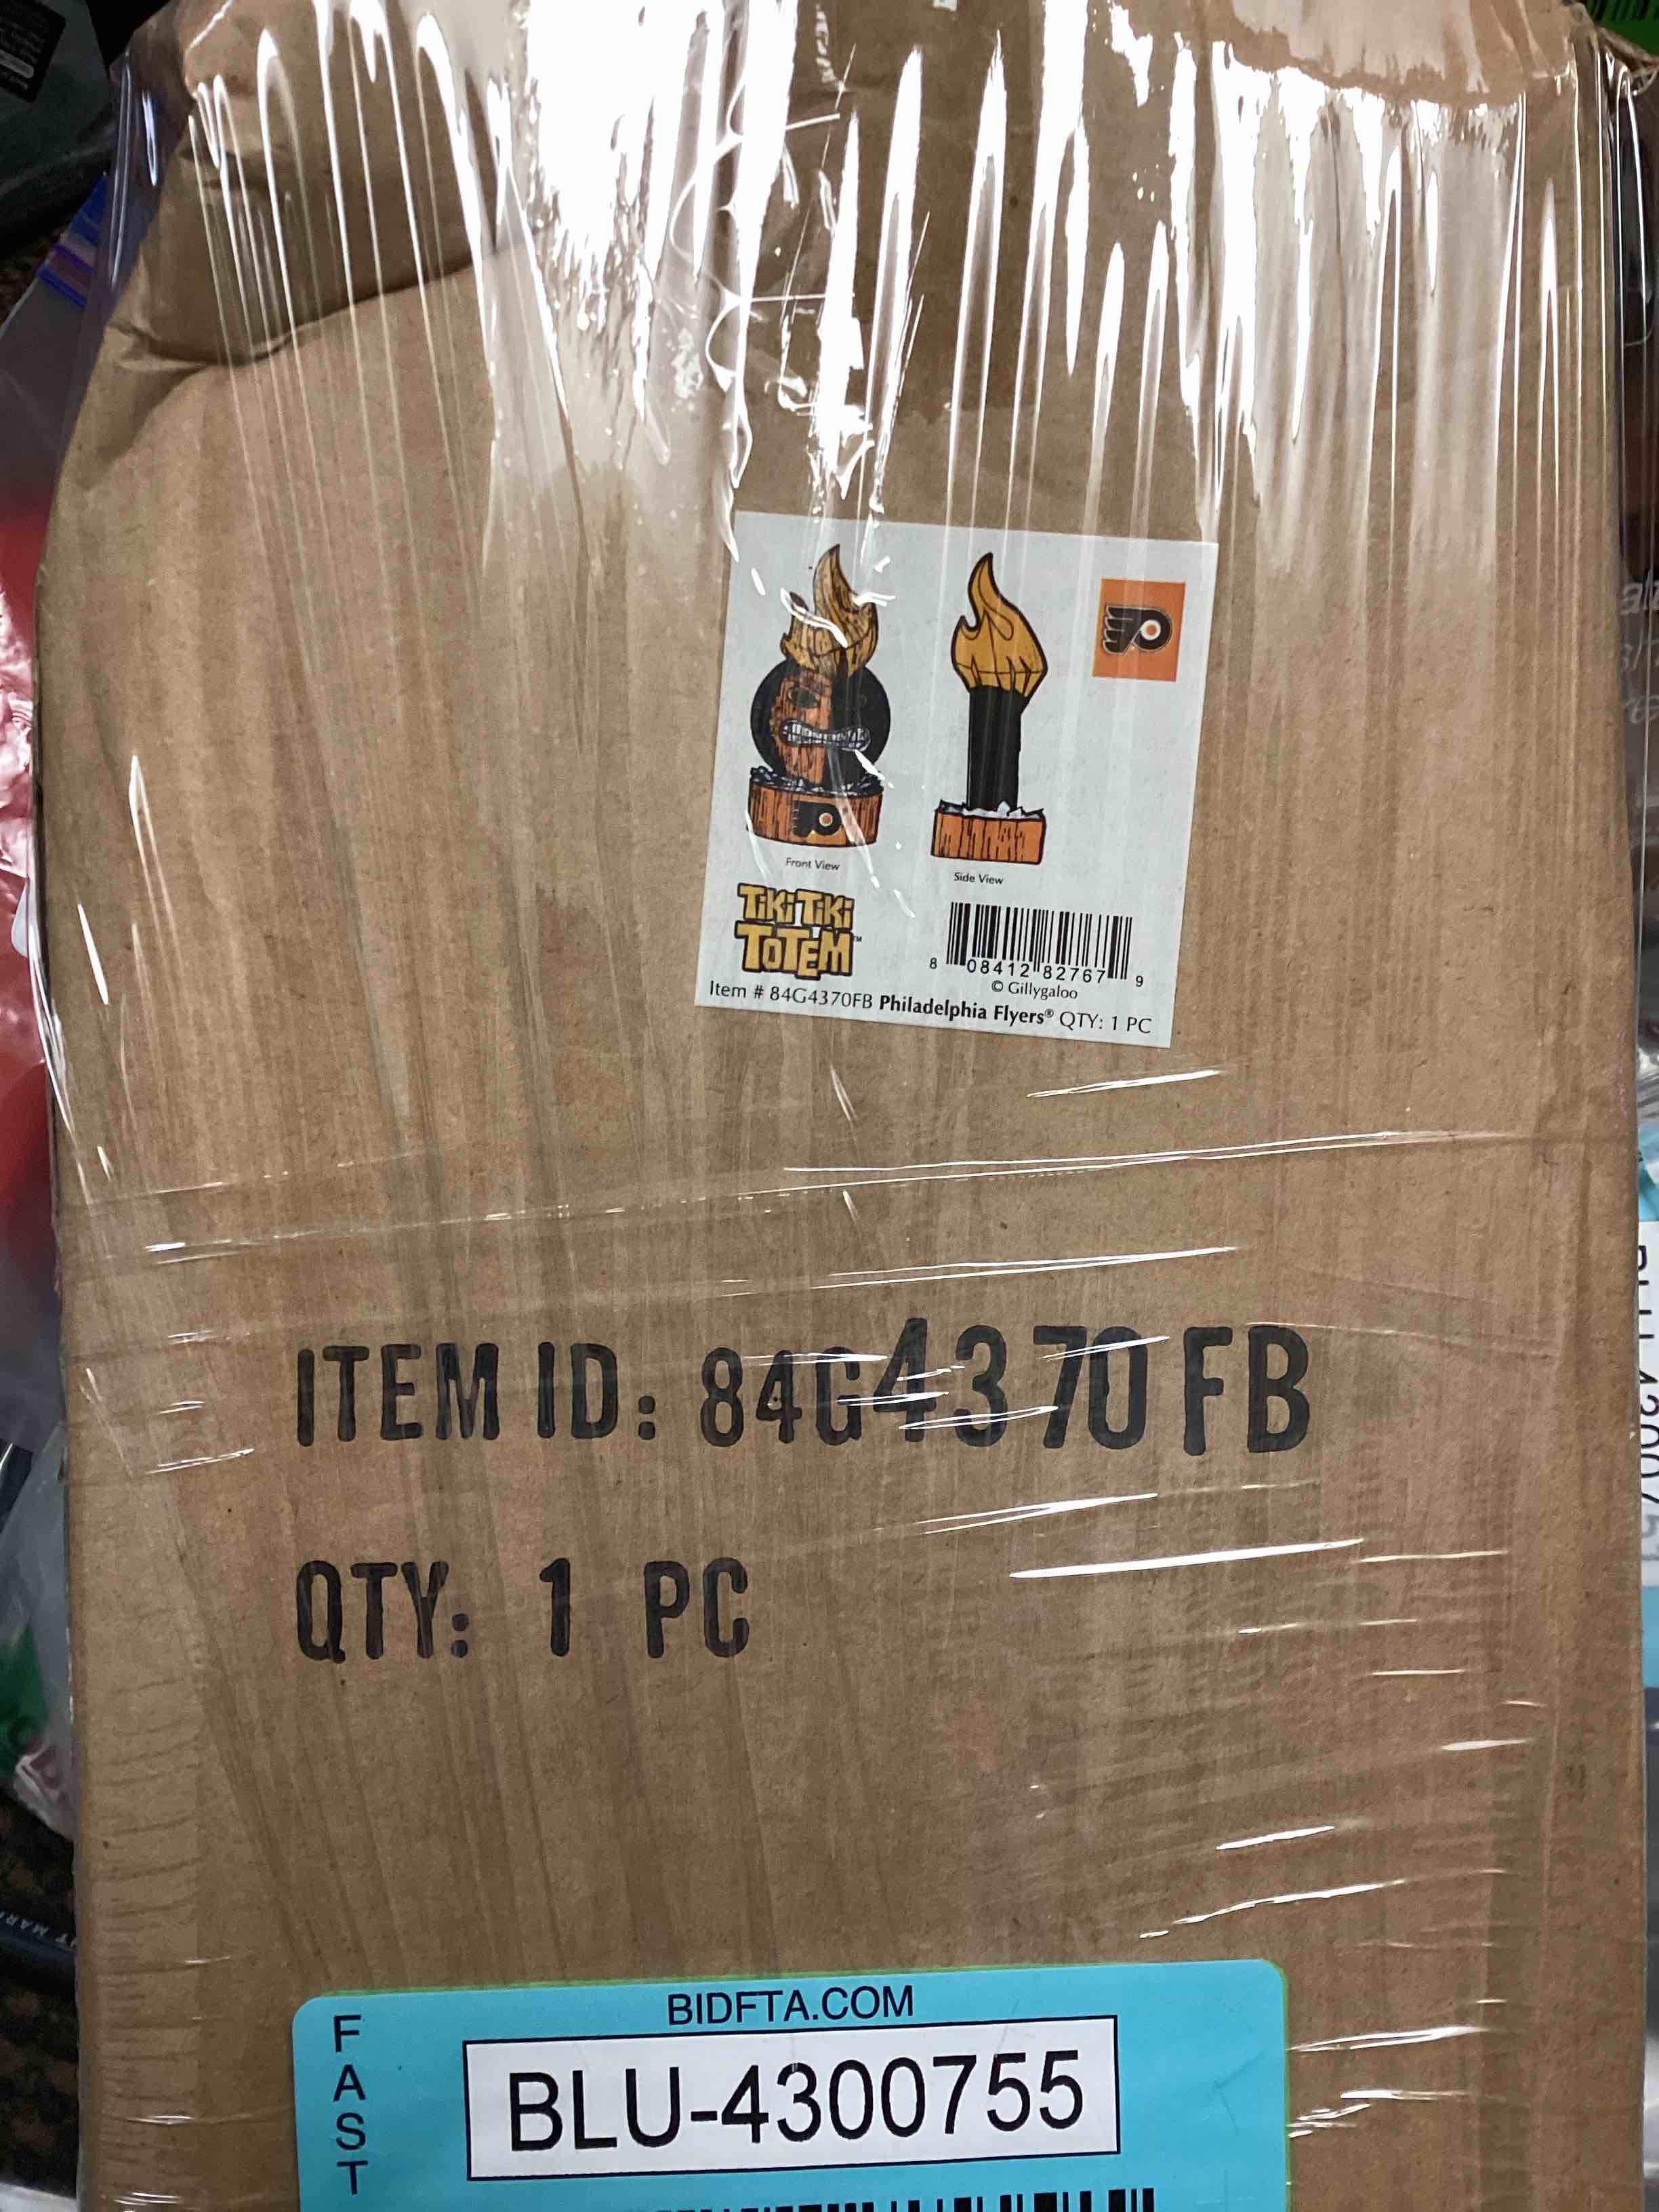 Front View
Side View
TIKI TIKI
TOTEM™
8 08412 82767 9
© Gillygaloo
Item # 84G4370FB Philadelphia Flyers® QTY: 1 PC
ITEM ID: 84G4370FB
QTY: 1 PC
BIDFTA.COM
FAST
BLU-4300755